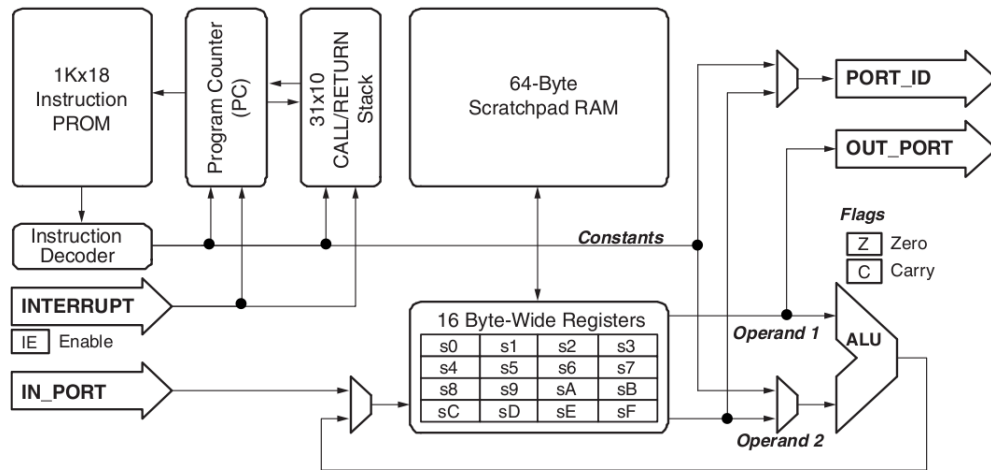 1Kx18
Instruction
PROM
Program Counter
(PC)
31x10
CALL/RETURN
Stack
64-Byte
Scratchpad RAM
PORT_ID
OUT_PORT
Instruction
Decoder
Constants
Flags
Z Zero
C Carry
INTERRUPT
IE Enable
IN_PORT
16 Byte-Wide Registers
s0 s1 s2 s3
s4 s5 s6 s7
s8 s9 sA sB
sC sD sE sF
Operand 1
ALU
Operand 2